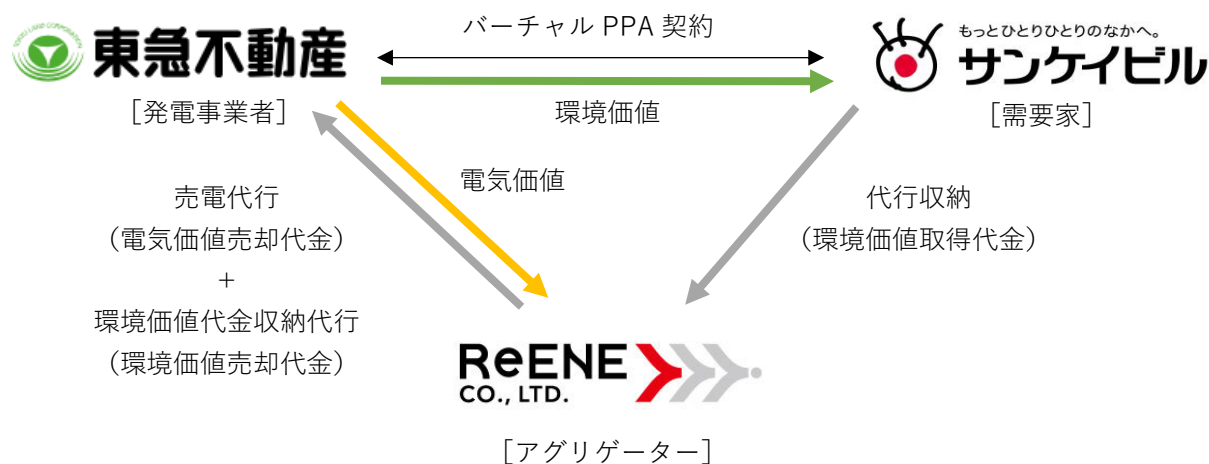 バーチャル PPA 契約
TOKYU LAND CORPORATION
東急不動産
もっとひとりひとりのなかへ。
サンケイビル
[発電事業者]
環境価値
[需要家]
電気価値
売電代行
（電気価値売却代金）
+
環境価値代金収納代行
（環境価値売却代金）
代行収納
（環境価値取得代金）
ReENE
CO., LTD.
[アグリゲーター]